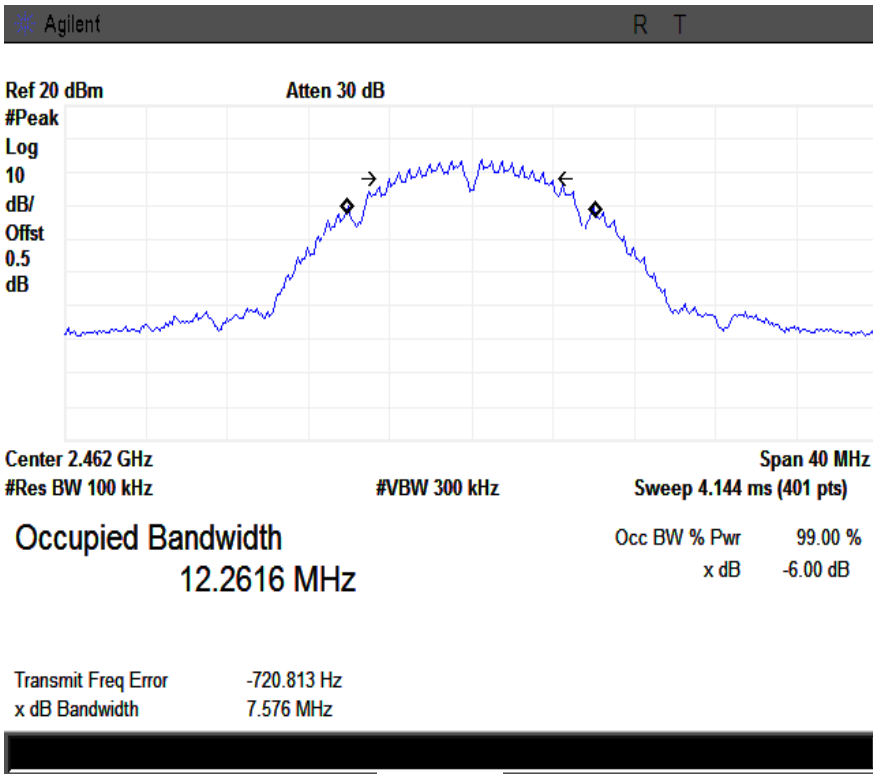 Agilent R T
Ref 20 dBm Atten 30 dB
#Peak
Log
10
dB/
Offst
0.5
dB
Center 2.462 GHz Span 40 MHz
#Res BW 100 kHz #VBW 300 kHz Sweep 4.144 ms (401 pts)
Occupied Bandwidth Occ BW % Pwr 99.00 %
12.2616 MHz x dB -6.00 dB
Transmit Freq Error -720.813 Hz
x dB Bandwidth 7.576 MHz